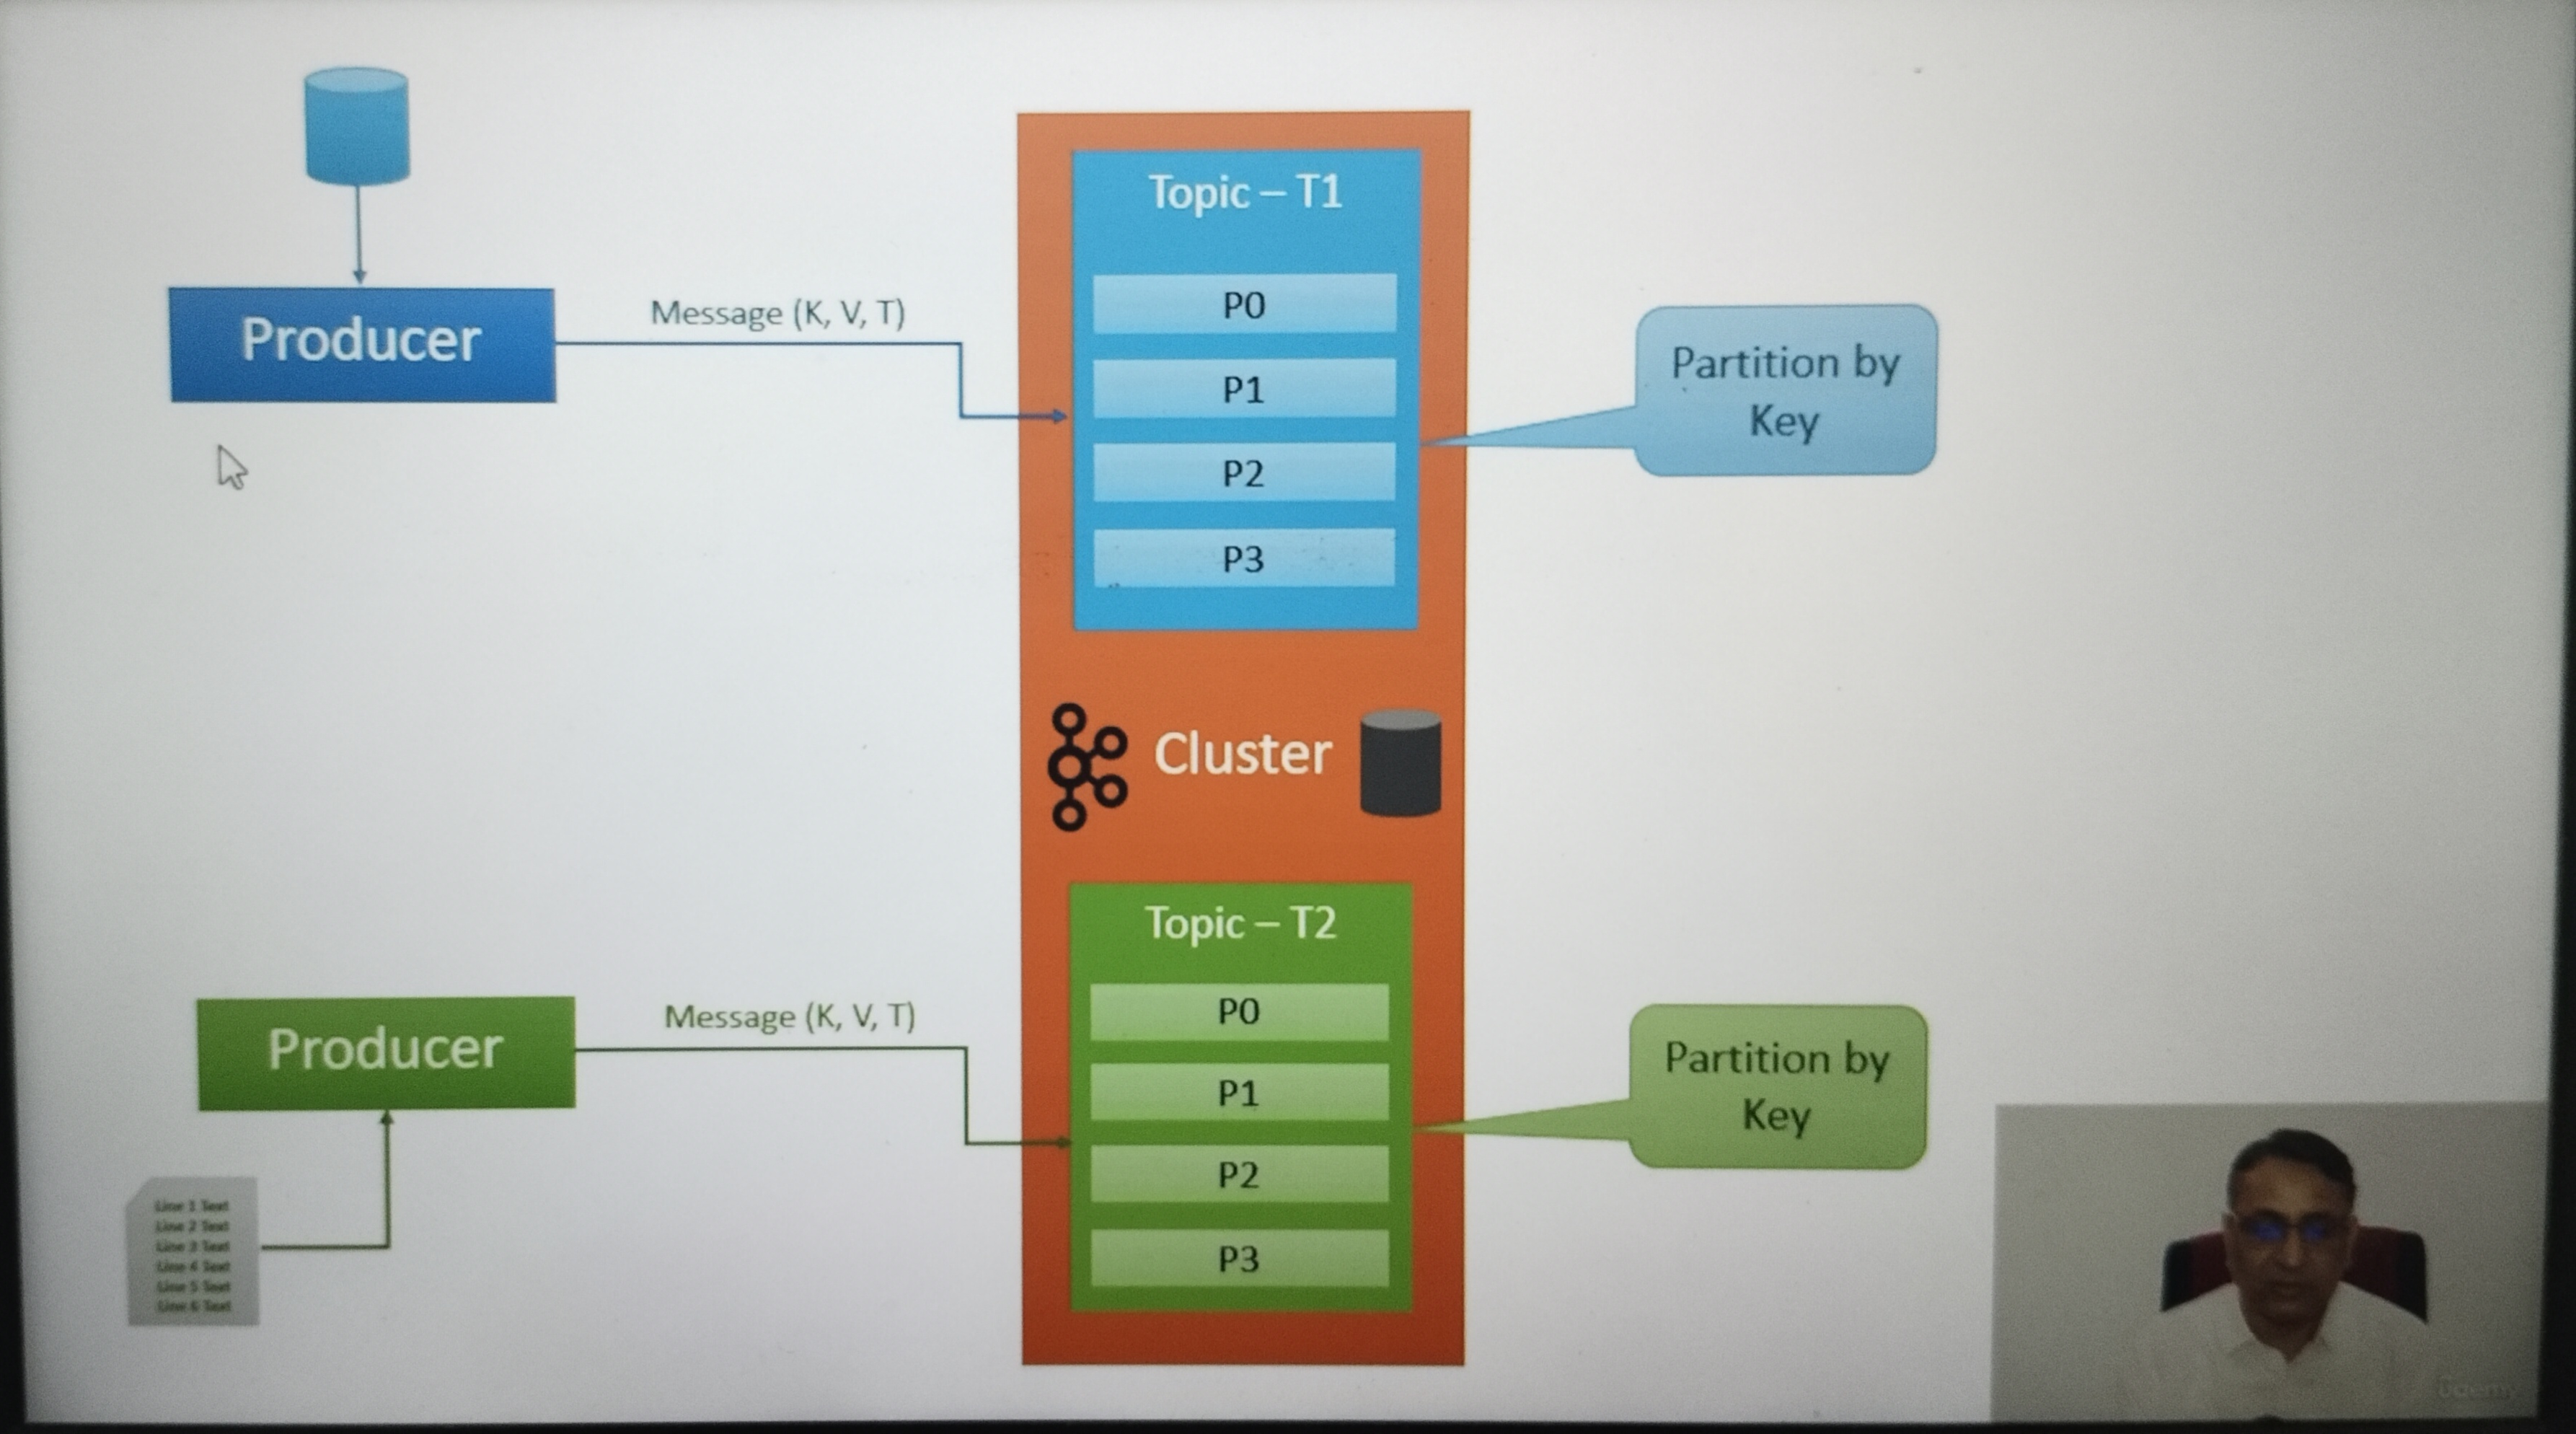 Topic – T1
P0
P1
P2
P3
Producer
Message (K, V, T)
Partition by
Key
Cluster
Topic – T2
P0
P1
P2
P3
Producer
Message (K, V, T)
Partition by
Key
Line 1 Text
Line 2 Text
Line 3 Text
Line 4 Text
Line 5 Text
Line 6 Text
Udemy